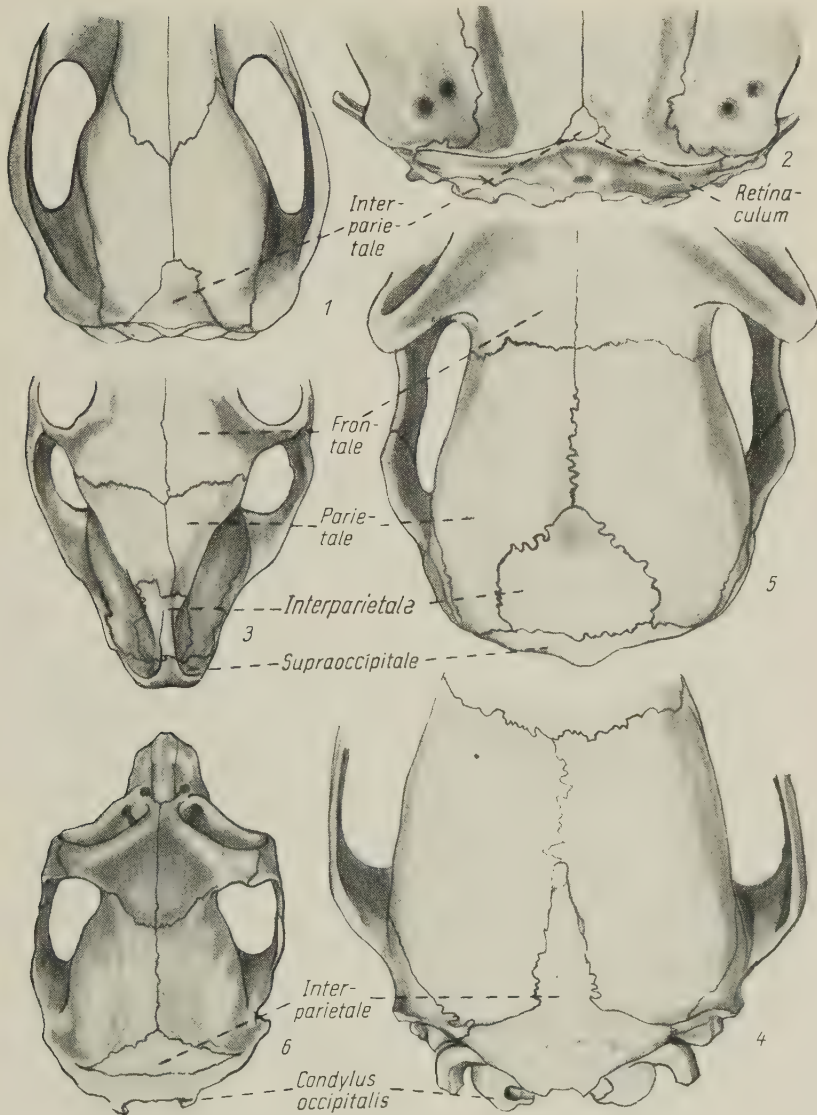 2
Inter-
parie-
tale
Retina-
culum
1
Fron-
tale
Parie-
tale
5
Interparietale
3
Supraoccipitale
Inter-
parietale
6
4
Condylus
occipitalis